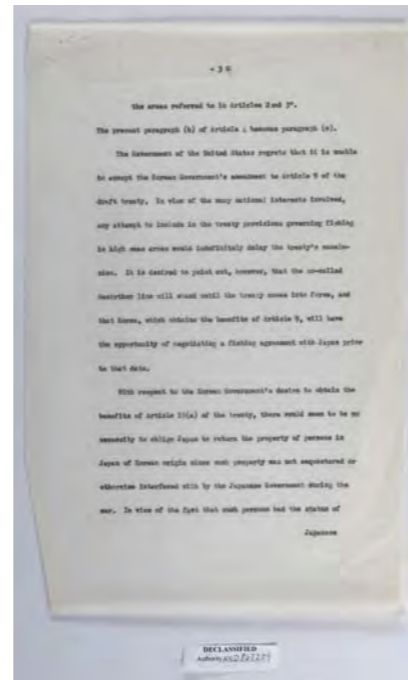 - 3 -
the areas referred to in Articles 2 and 3".
The present paragraph (b) of Article 4 becomes paragraph (c).
The Government of the United States regrets that it is unable
to accept the Korean Government's amendment to Article 9 of the
draft treaty. In view of the many national interests involved,
any attempt to include in the treaty provisions governing fishing
in high seas areas would indefinitely delay the treaty's conclu-
sion. It is desired to point out, however, that the so-called
MacArthur line will stand until the treaty comes into force, and
that Korea, which obtains the benefits of Article 9, will have
the opportunity of negotiating a fishing agreement with Japan prior
to that date.
With respect to the Korean Government's desire to obtain the
benefits of Article 15(a) of the treaty, there would seem to be no
necessity to oblige Japan to return the property of persons in
Japan of Korean origin since such property was not sequestered or
otherwise interfered with by the Japanese Government during the
war. In view of the fact that such persons had the status of
Japanese
DECLASSIFIED
Authority